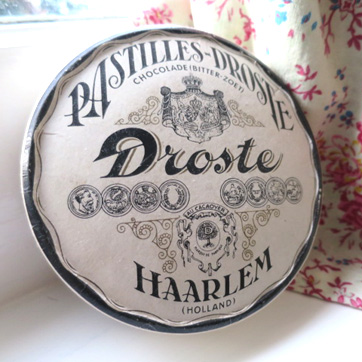 PASTILLES-DROSTE
CHOCOLADE (BITTER-ZOET)
Droste
HAARLEM
(HOLLAND)